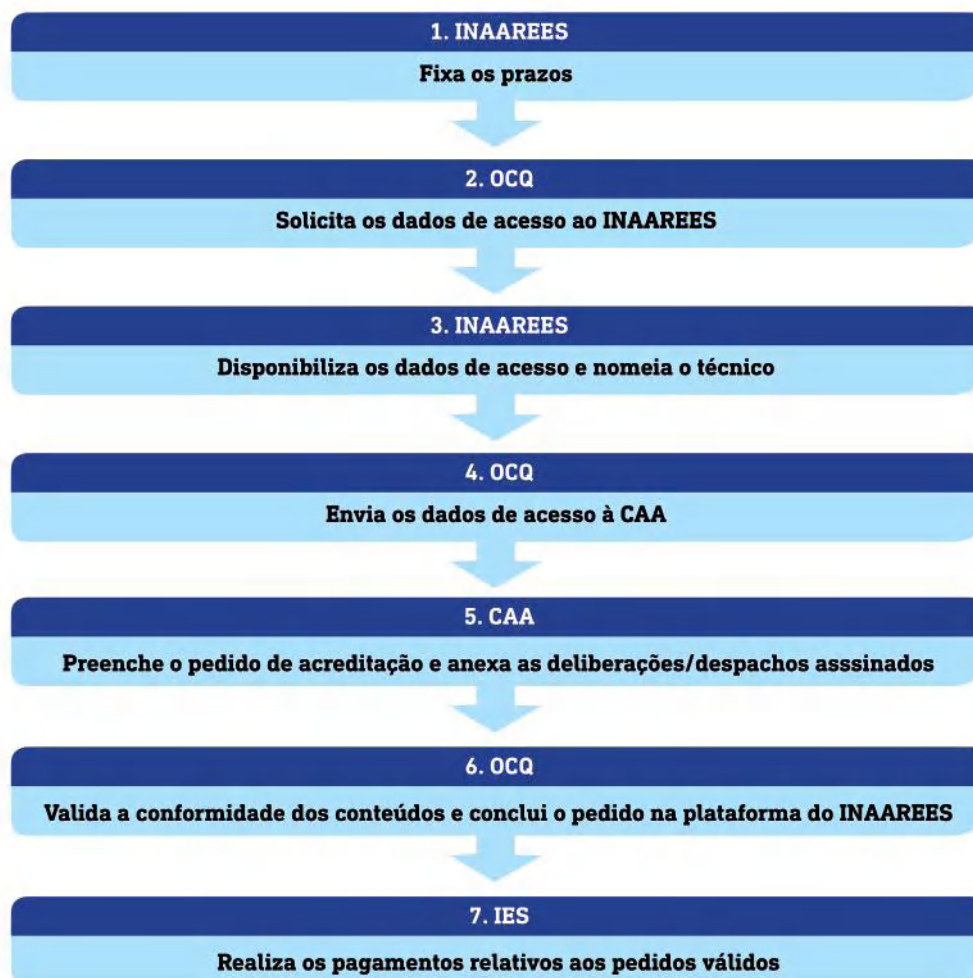 1. INAAREES
Fixa os prazos
2. OCQ
Solicita os dados de acesso ao INAAREES
3. INAAREES
Disponibiliza os dados de acesso e nomeia o técnico
4. OCQ
Envia os dados de acesso à CAA
5. CAA
Preenche o pedido de acreditação e anexa as deliberações/despachos asssinados
6. OCQ
Valida a conformidade dos conteúdos e conclui o pedido na plataforma do INAAREES
7. IES
Realiza os pagamentos relativos aos pedidos válidos